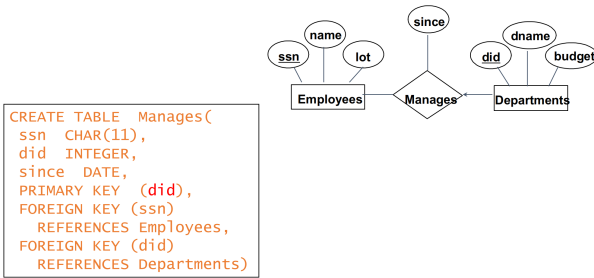 since
name
dname
ssn
lot
did
budget
Employees
Manages
Departments
CREATE TABLE Manages(
ssn CHAR(11),
did INTEGER,
since DATE,
PRIMARY KEY (did),
FOREIGN KEY (ssn)
REFERENCES Employees,
FOREIGN KEY (did)
REFERENCES Departments)